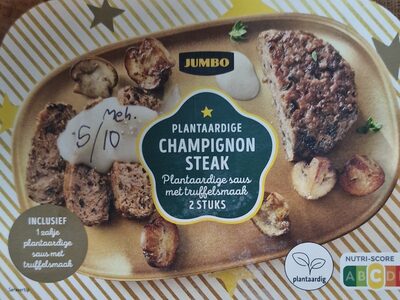 JUMBO
Meh.
5/10
PLANTAARDIGE
CHAMPIGNON
STEAK
Plantaardige saus
met truffelsmaak
2 STUKS
INCLUSIEF
1 zakje
plantaardige
saus met
truffelsmaak
plantaardig
NUTRI-SCORE
ABCD